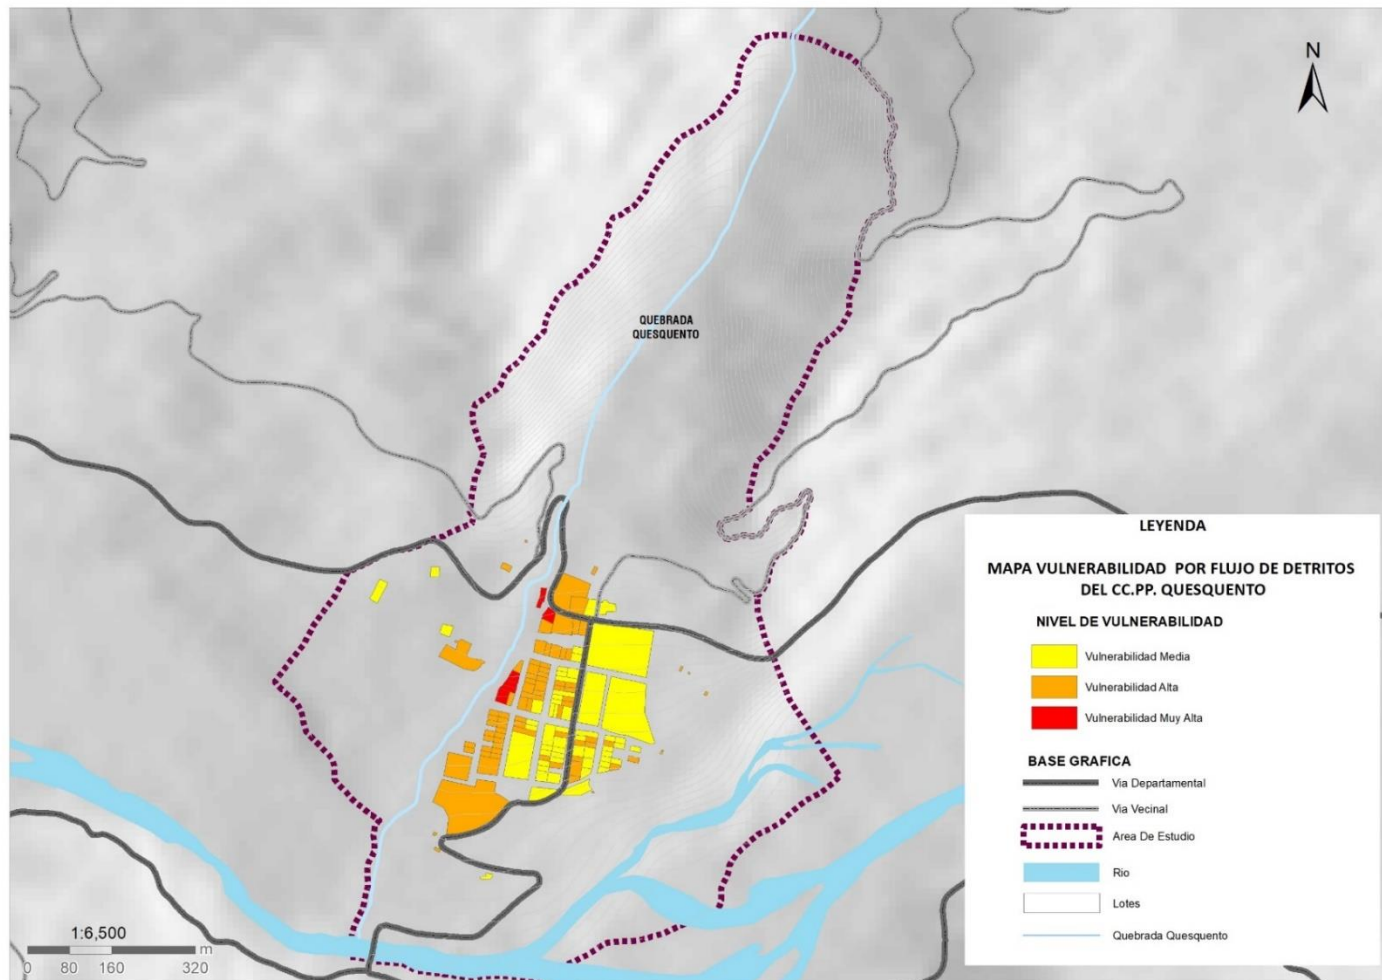 N
QUEBRADA
QUESQUENTO
LEYENDA
MAPA VULNERABILIDAD POR FLUJO DE DETRITOS
DEL CC.PP. QUESQUENTO
NIVEL DE VULNERABILIDAD
Vulnerabilidad Media
Vulnerabilidad Alta
Vulnerabilidad Muy Alta
BASE GRAFICA
Via Departamental
Via Vecinal
Area De Estudio
Rio
Lotes
Quebrada Quesquento
1:6,500
m
0 80 160 320